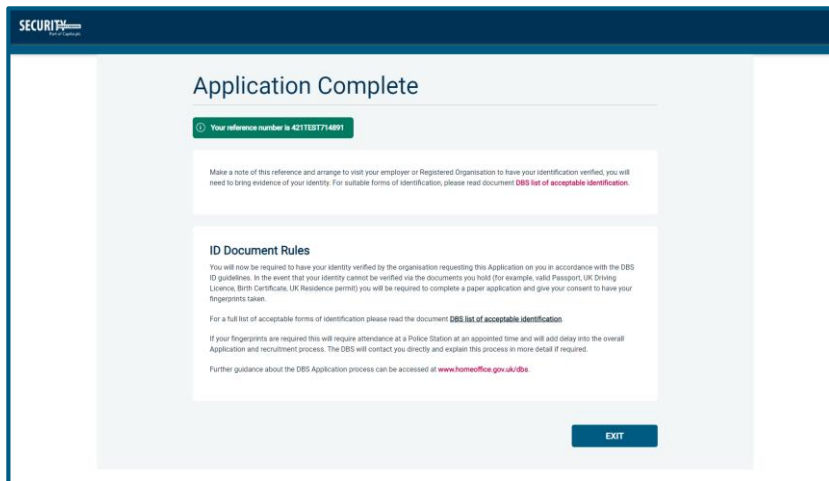 SECURITY
Part of Capita plc
Application Complete
Your reference number is 421TEST714891
Make a note of this reference and arrange to visit your employer or Registered Organisation to have your identification verified, you will
need to bring evidence of your identity. For suitable forms of identification, please read document DBS list of acceptable identification.
ID Document Rules
You will now be required to have your identity verified by the organisation requesting this Application on you in accordance with the DBS
ID guidelines. In the event that your identity cannot be verified via the documents you hold (for example, valid Passport, UK Driving
Licence, Birth Certificate, UK Residence permit) you will be required to complete a paper application and give your consent to have your
fingerprints taken.
For a full list of acceptable forms of identification please read the document DBS list of acceptable identification.
If your fingerprints are required this will require attendance at a Police Station at an appointed time and will add delay into the overall
Application and recruitment process. The DBS will contact you directly and explain this process in more detail if required.
Further guidance about the DBS Application process can be accessed at www.homeoffice.gov.uk/dbs.
EXIT